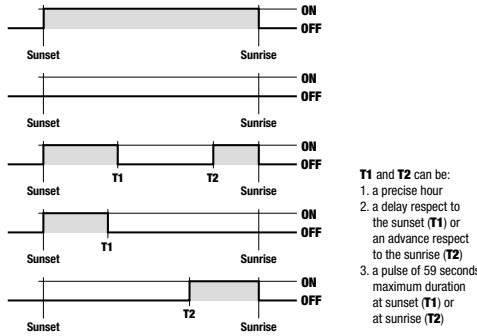 ON
OFF
Sunset Sunrise
ON
OFF
Sunset Sunrise
ON
OFF
T1 T2
Sunset Sunrise
ON
OFF
T1
Sunset Sunrise
ON
OFF
T2
Sunset Sunrise
T1 and T2 can be:
1. a precise hour
2. a delay respect to
the sunset (T1) or
an advance respect
to the sunrise (T2)
3. a pulse of 59 seconds
maximum duration
at sunset (T1) or
at sunrise (T2)